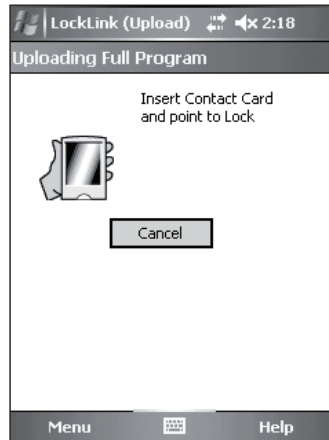 LockLink (Upload) 2:18
Uploading Full Program
Insert Contact Card
and point to Lock
Cancel
Menu Help